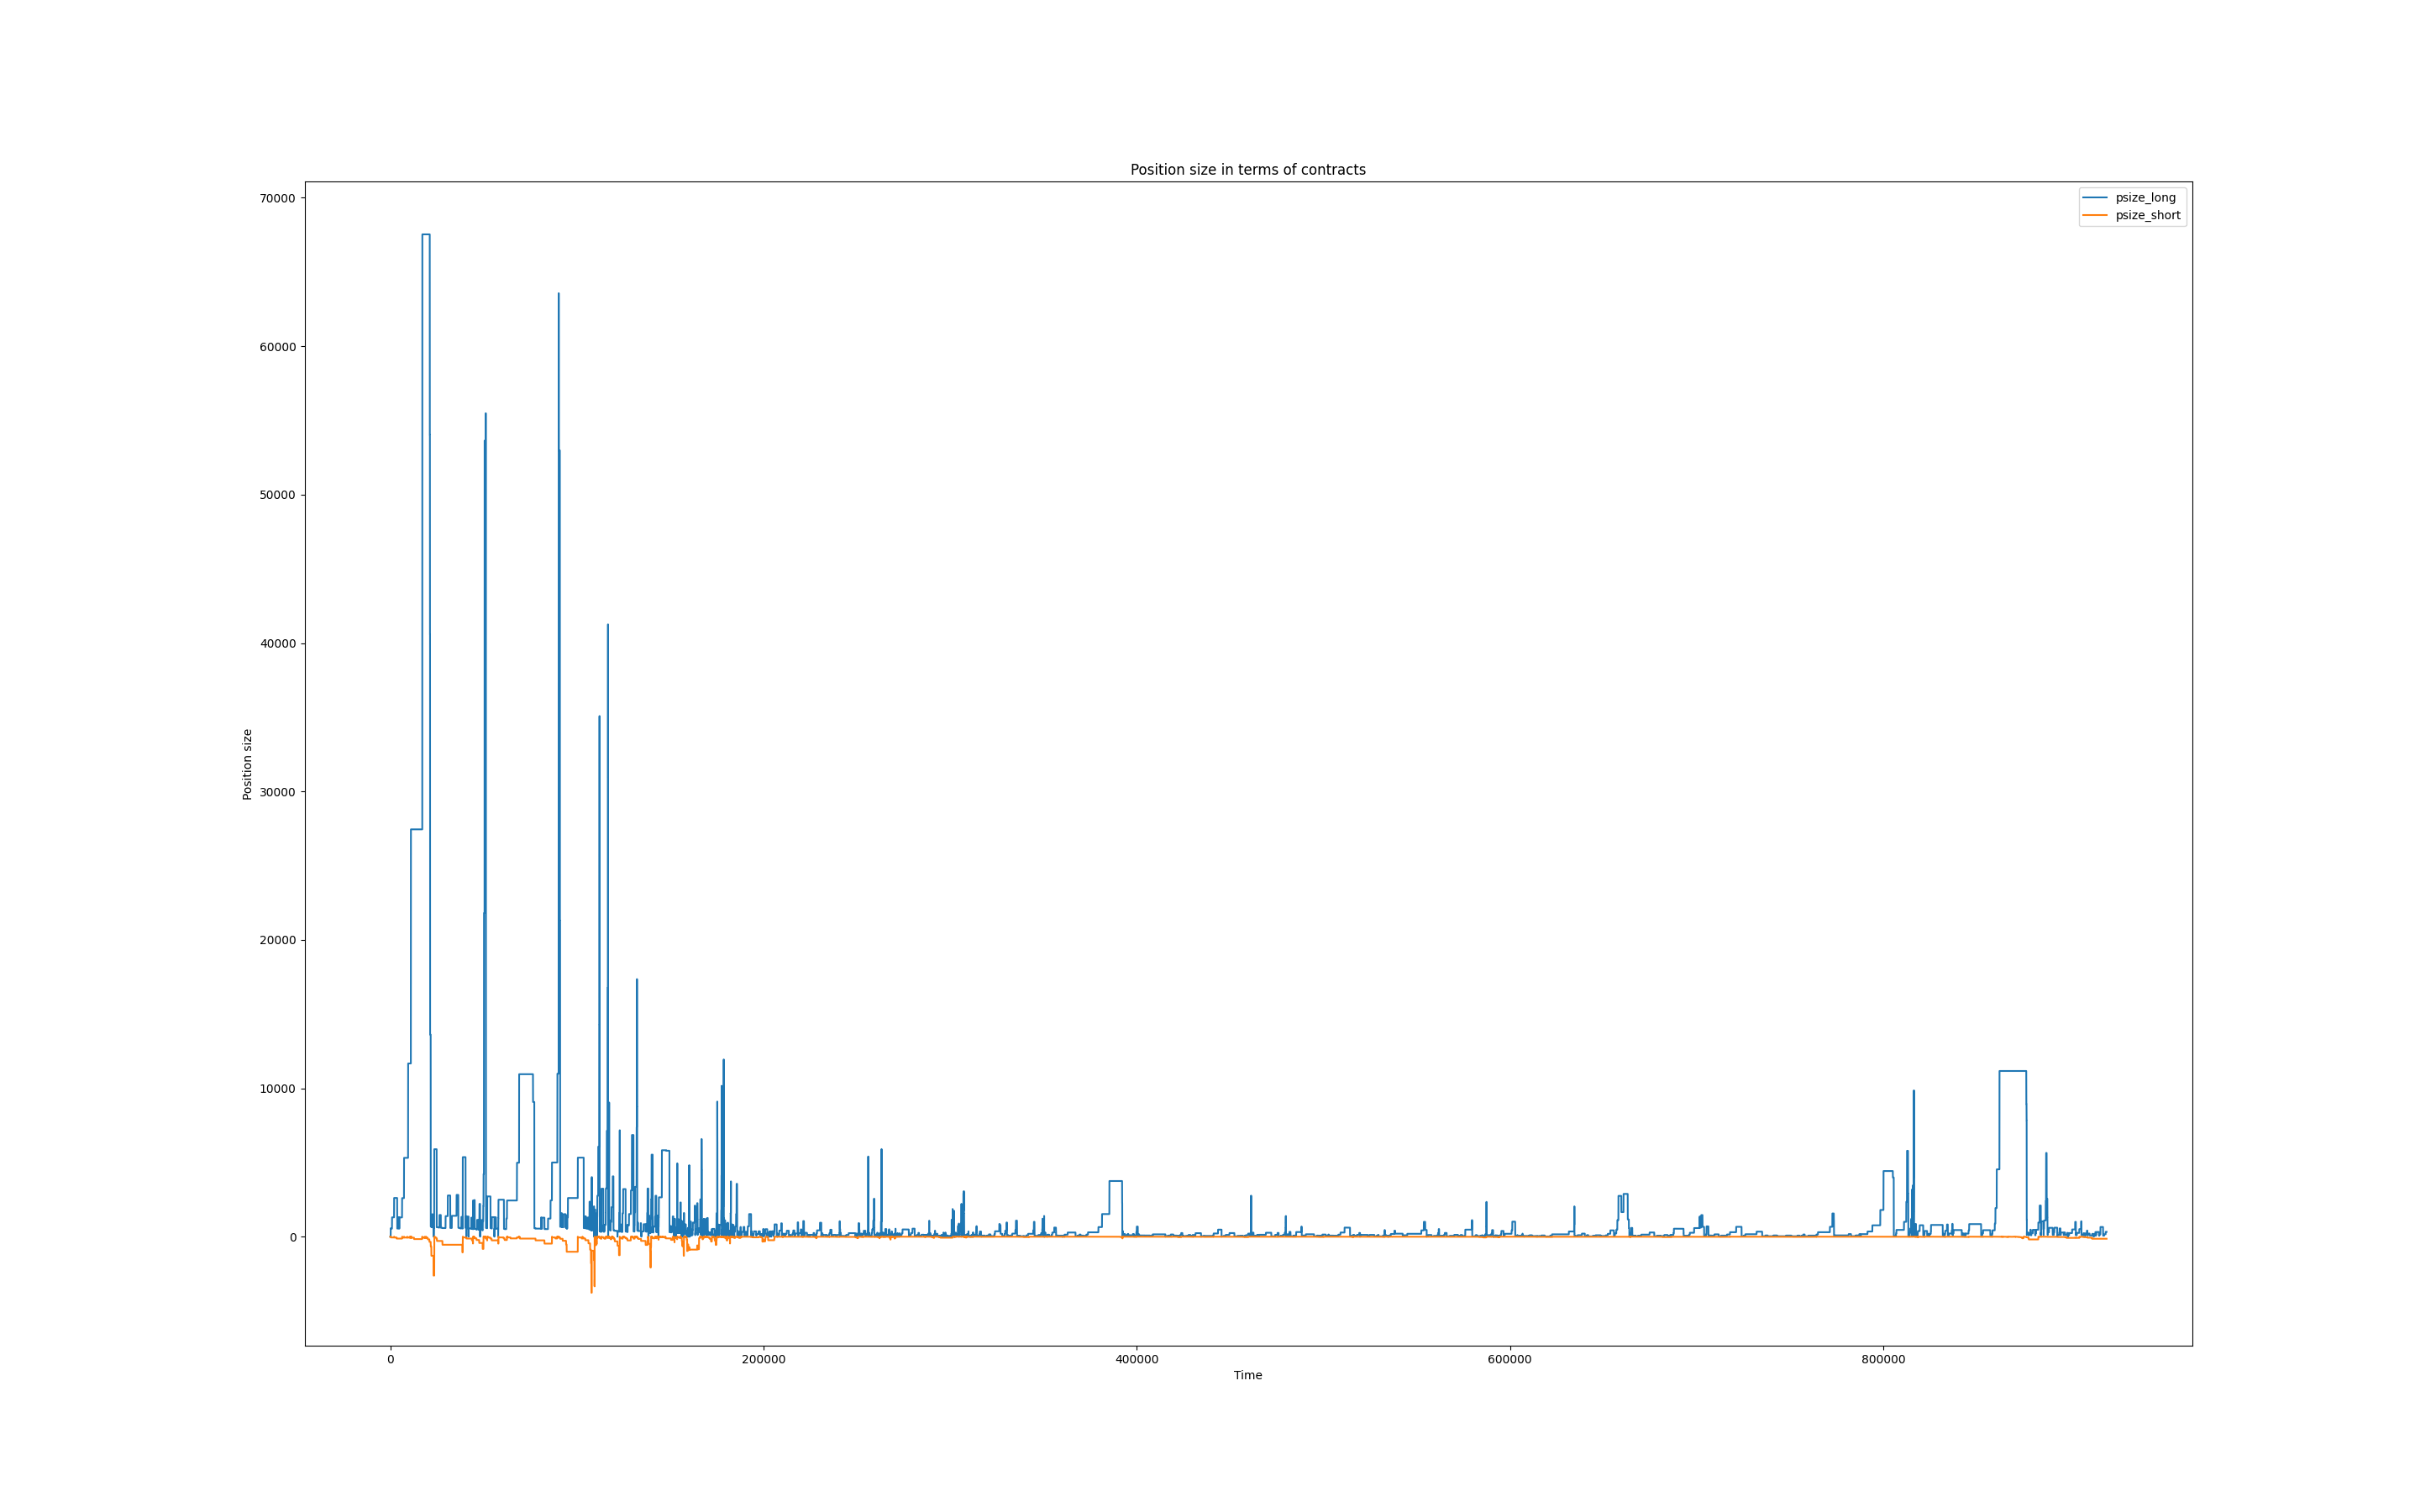 Position size in terms of contracts
psize_long
psize_short
70000
60000
50000
40000
30000
20000
10000
0
Position size
0 200000 400000 600000 800000
Time